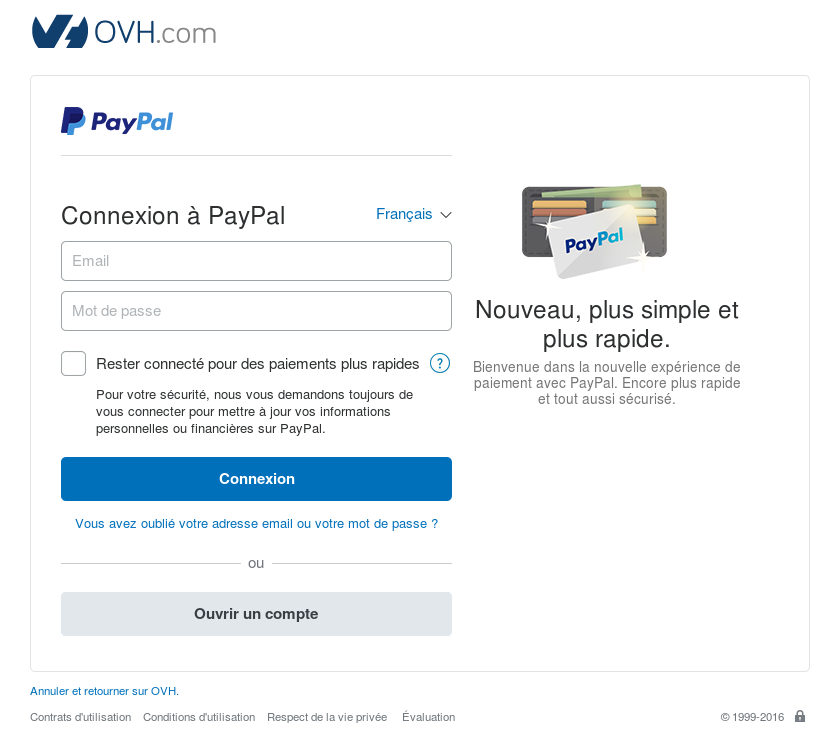 OVH.com
PayPal
Connexion à PayPal
Français
Email
Mot de passe
Rester connecté pour des paiements plus rapides ?
Pour votre sécurité, nous vous demandons toujours de
vous connecter pour mettre à jour vos informations
personnelles ou financières sur PayPal.
Connexion
Vous avez oublié votre adresse email ou votre mot de passe ?
ou
Ouvrir un compte
PayPal
Nouveau, plus simple et
plus rapide.
Bienvenue dans la nouvelle expérience de
paiement avec PayPal. Encore plus rapide
et tout aussi sécurisé.
Annuler et retourner sur OVH.
Contrats d'utilisation Conditions d'utilisation Respect de la vie privée Évaluation © 1999-2016